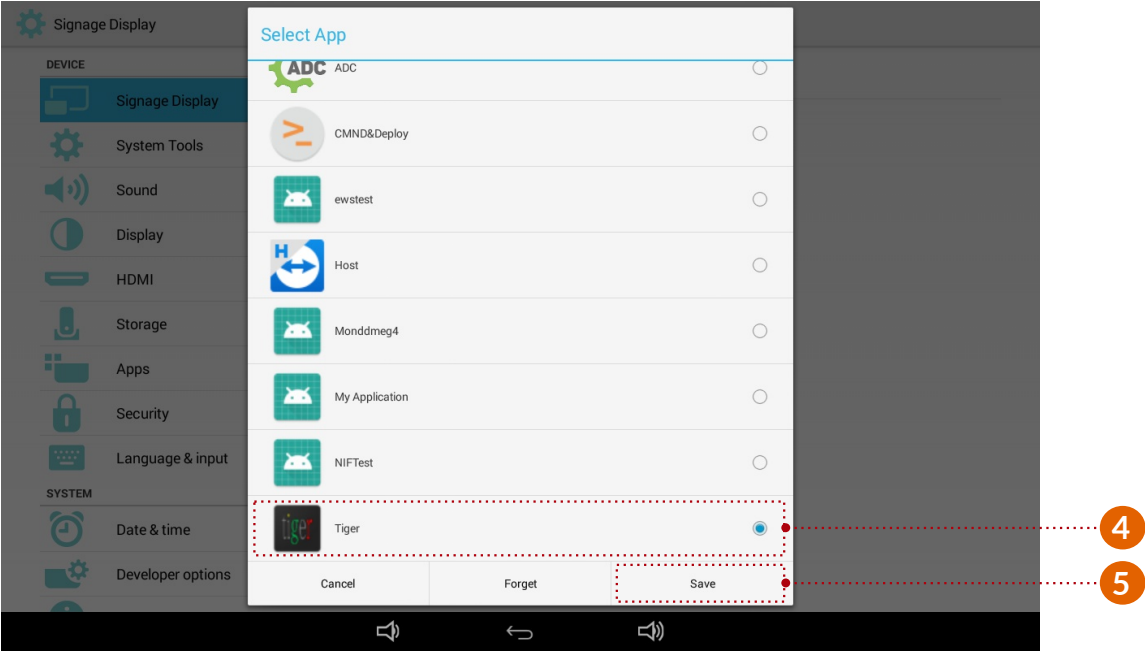 Signage Display
DEVICE
Signage Display
System Tools
Sound
Display
HDMI
Storage
Apps
Security
Language & input
SYSTEM
Date & time
Developer options
Select App
ADC ADC
>_ CMND&Deploy
ewstest
H Host
Monddmeg4
My Application
NIFTest
tiger Tiger
Cancel Forget Save
4
5